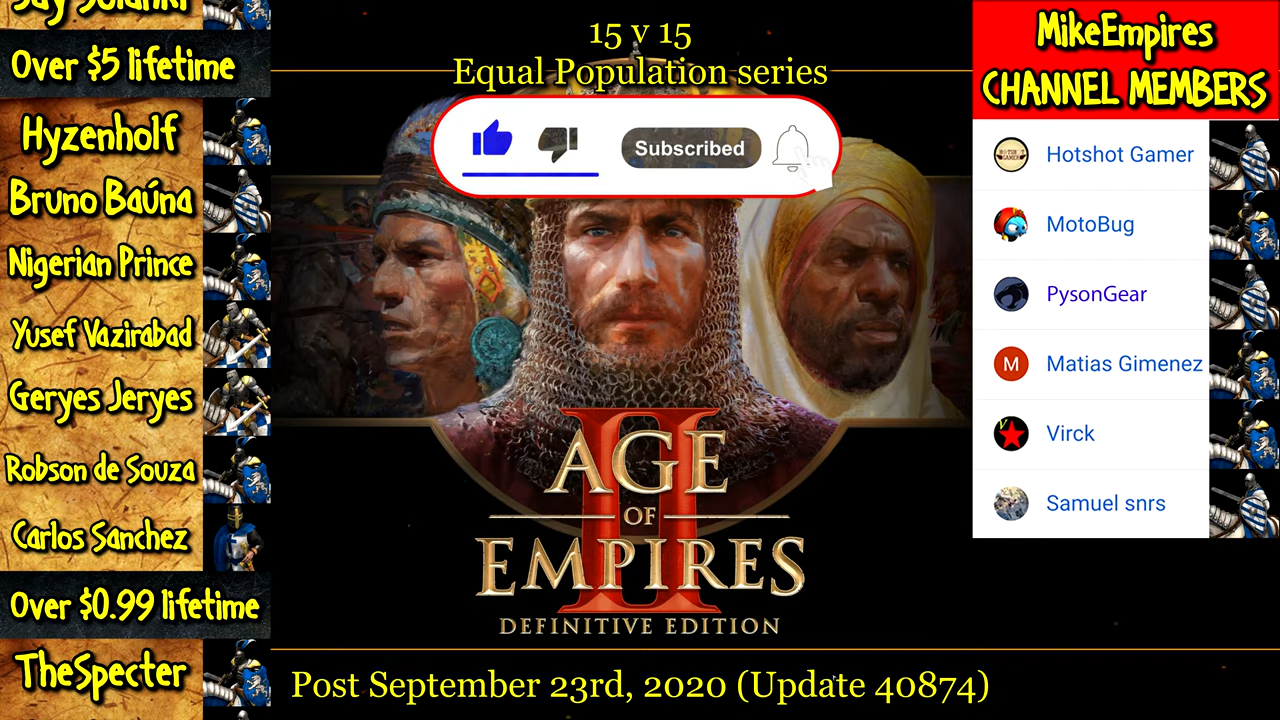 Jay Solanki
Over $5 lifetime
Hyzenholf
Bruno Baúna
Nigerian Prince
Yusef Vazirabad
Geryes Jeryes
Robson de Souza
Carlos Sanchez
Over $0.99 lifetime
TheSpecter
15 v 15
Equal Population series
Subscribed
AGE
OF
EMPIRES
II
DEFINITIVE EDITION
Post September 23rd, 2020 (Update 40874)
MikeEmpires
CHANNEL MEMBERS
Hotshot Gamer
MotoBug
PysonGear
M
Matias Gimenez
Virck
Samuel snrs